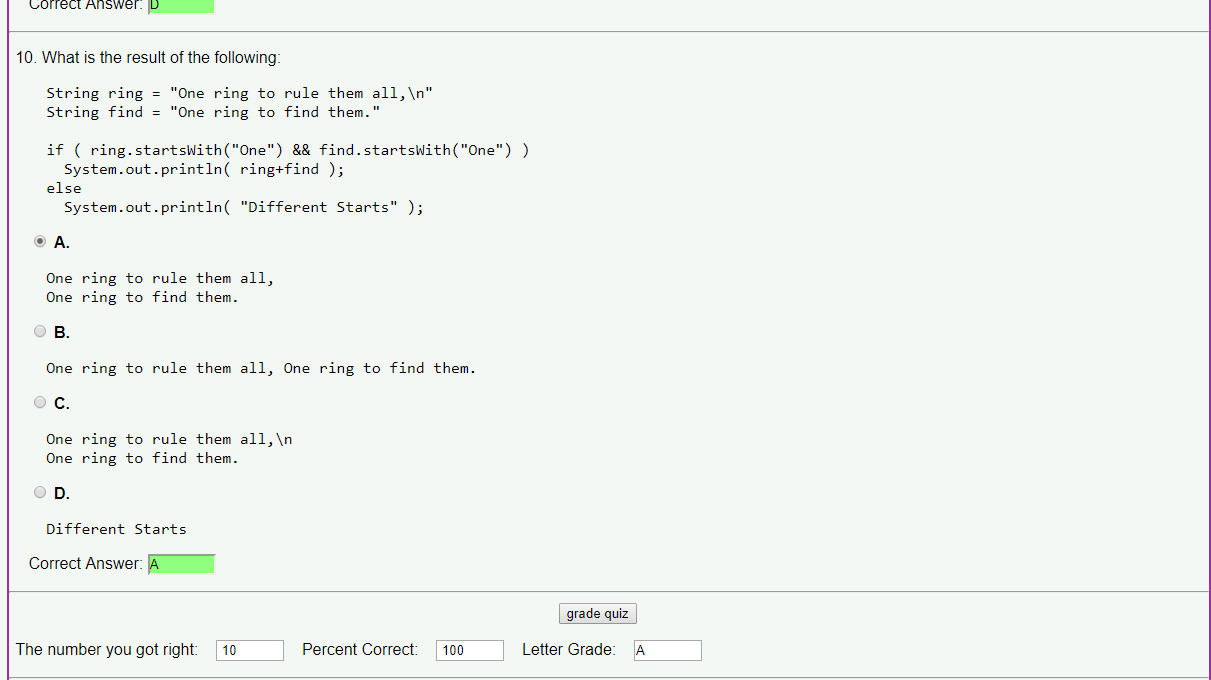 Correct Answer: D
10. What is the result of the following:
String ring = "One ring to rule them all,\n"
String find = "One ring to find them."
if ( ring.startsWith("One") && find.startsWith("One") )
System.out.println( ring+find );
else
System.out.println( "Different Starts" );
A.
One ring to rule them all,
One ring to find them.
B.
One ring to rule them all, One ring to find them.
C.
One ring to rule them all,\n
One ring to find them.
D.
Different Starts
Correct Answer: A
grade quiz
The number you got right: 10 Percent Correct: 100 Letter Grade: A